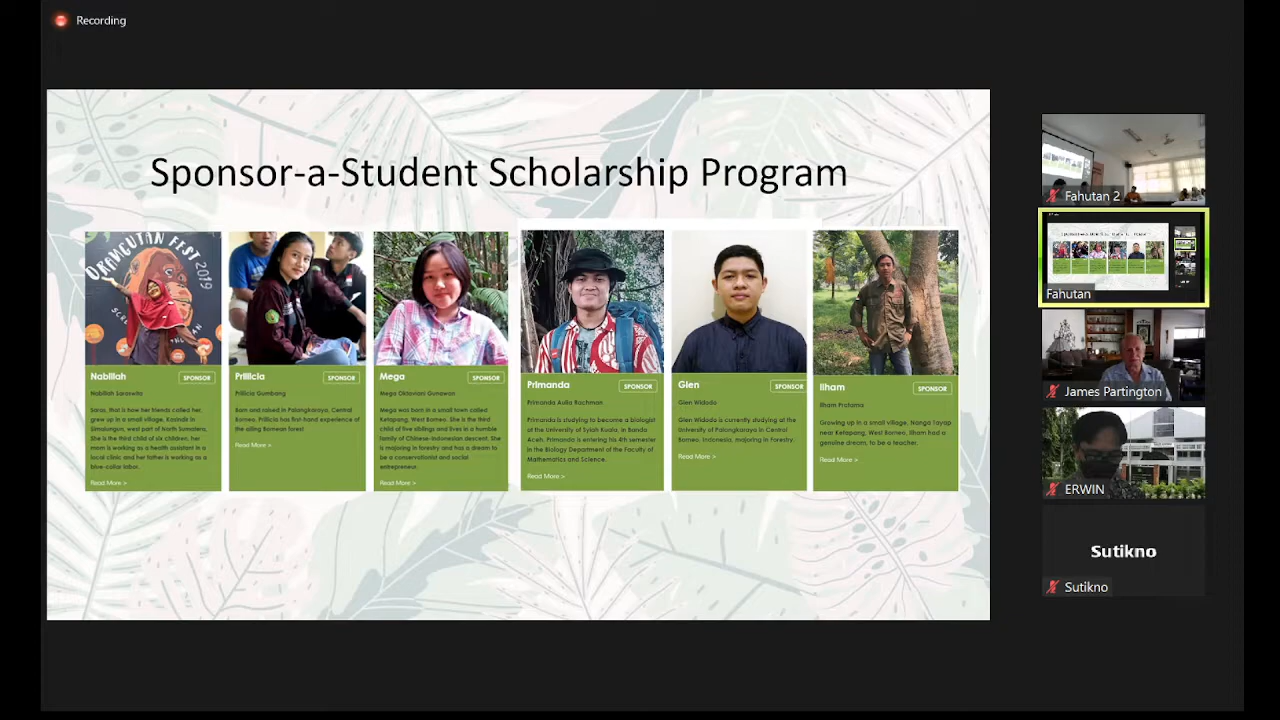 Recording
Sponsor-a-Student Scholarship Program
ORANGUTAN FEST 2019
Nabillah
SPONSOR
Nabillah Saraswita
Saras, that is how her friends called her,
grew up in a small village, Kasindir in
Simalungun, west part of North Sumatera.
She is the third child of six children, her
mom is working as a health assistant in a
local clinic and her father is working as a
blue-collar labor.
Read More >
Prillicia
SPONSOR
Prillicia Gumbang
Born and raised in Palangkaraya, Central
Borneo, Prillicia has first-hand experience of
the ailing Bornean forest!
Read More >
Mega
SPONSOR
Mega Oktaviani Gunawan
Mega was born in a small town called
Ketapang, West Borneo. She is the third
child of five siblings and lives in a humble
family of Chinese-Indonesian descent. She
is majoring in forestry and has a dream to
be a conservationist and social
entrepreneur.
Read More >
Primanda
SPONSOR
Primanda Aulia Rachman
Primanda is studying to become a biologist
at the University of Syiah Kuala, in Banda
Aceh. Primanda is entering his 4th semester
in the Biology Department of the Faculty of
Mathematics and Science.
Read More >
Glen
SPONSOR
Glen Widodo
Glen Widodo is currently studying at the
University of Palangkaraya in Central
Borneo, Indonesia, majoring in Forestry.
Read More >
Ilham
SPONSOR
Ilham Pratama
Growing up in a small village, Nanga Tayap
near Ketapang, West Borneo, Ilham had a
genuine dream, to be a teacher.
Read More >
Fahutan 2
Fahutan
James Partington
ERWIN
Sutikno
Sutikno